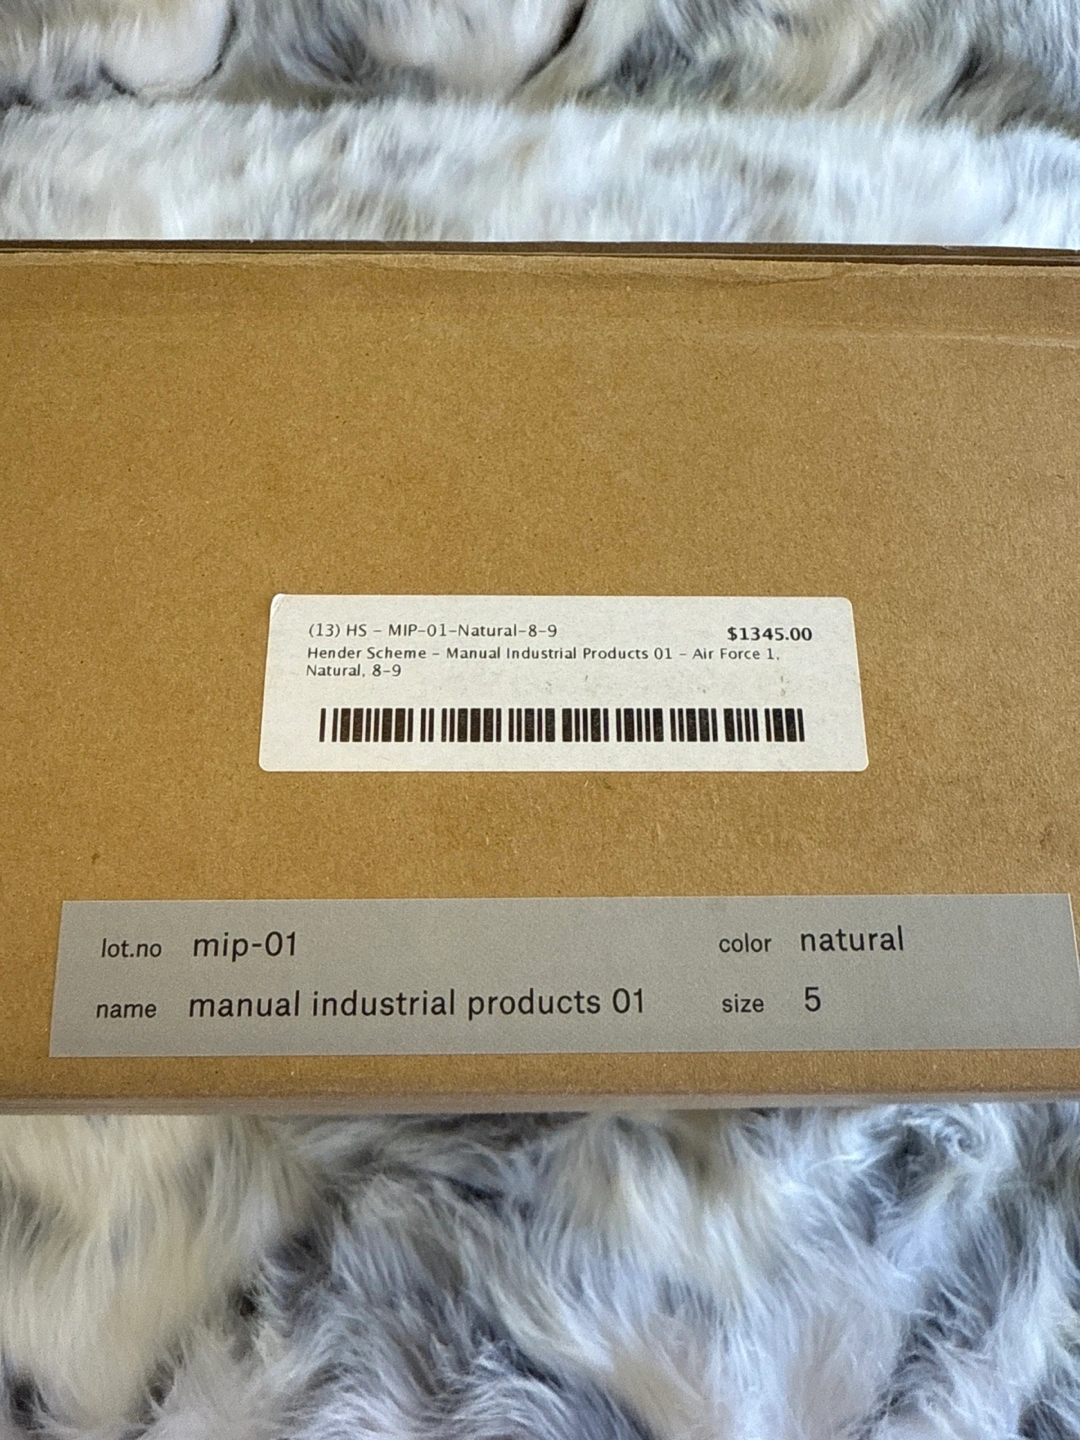 (13) HS - MIP-01-Natural-8-9 $1345.00
Hender Scheme - Manual Industrial Products 01 - Air Force 1,
Natural, 8-9
lot.no mip-01 color natural
name manual industrial products 01 size 5